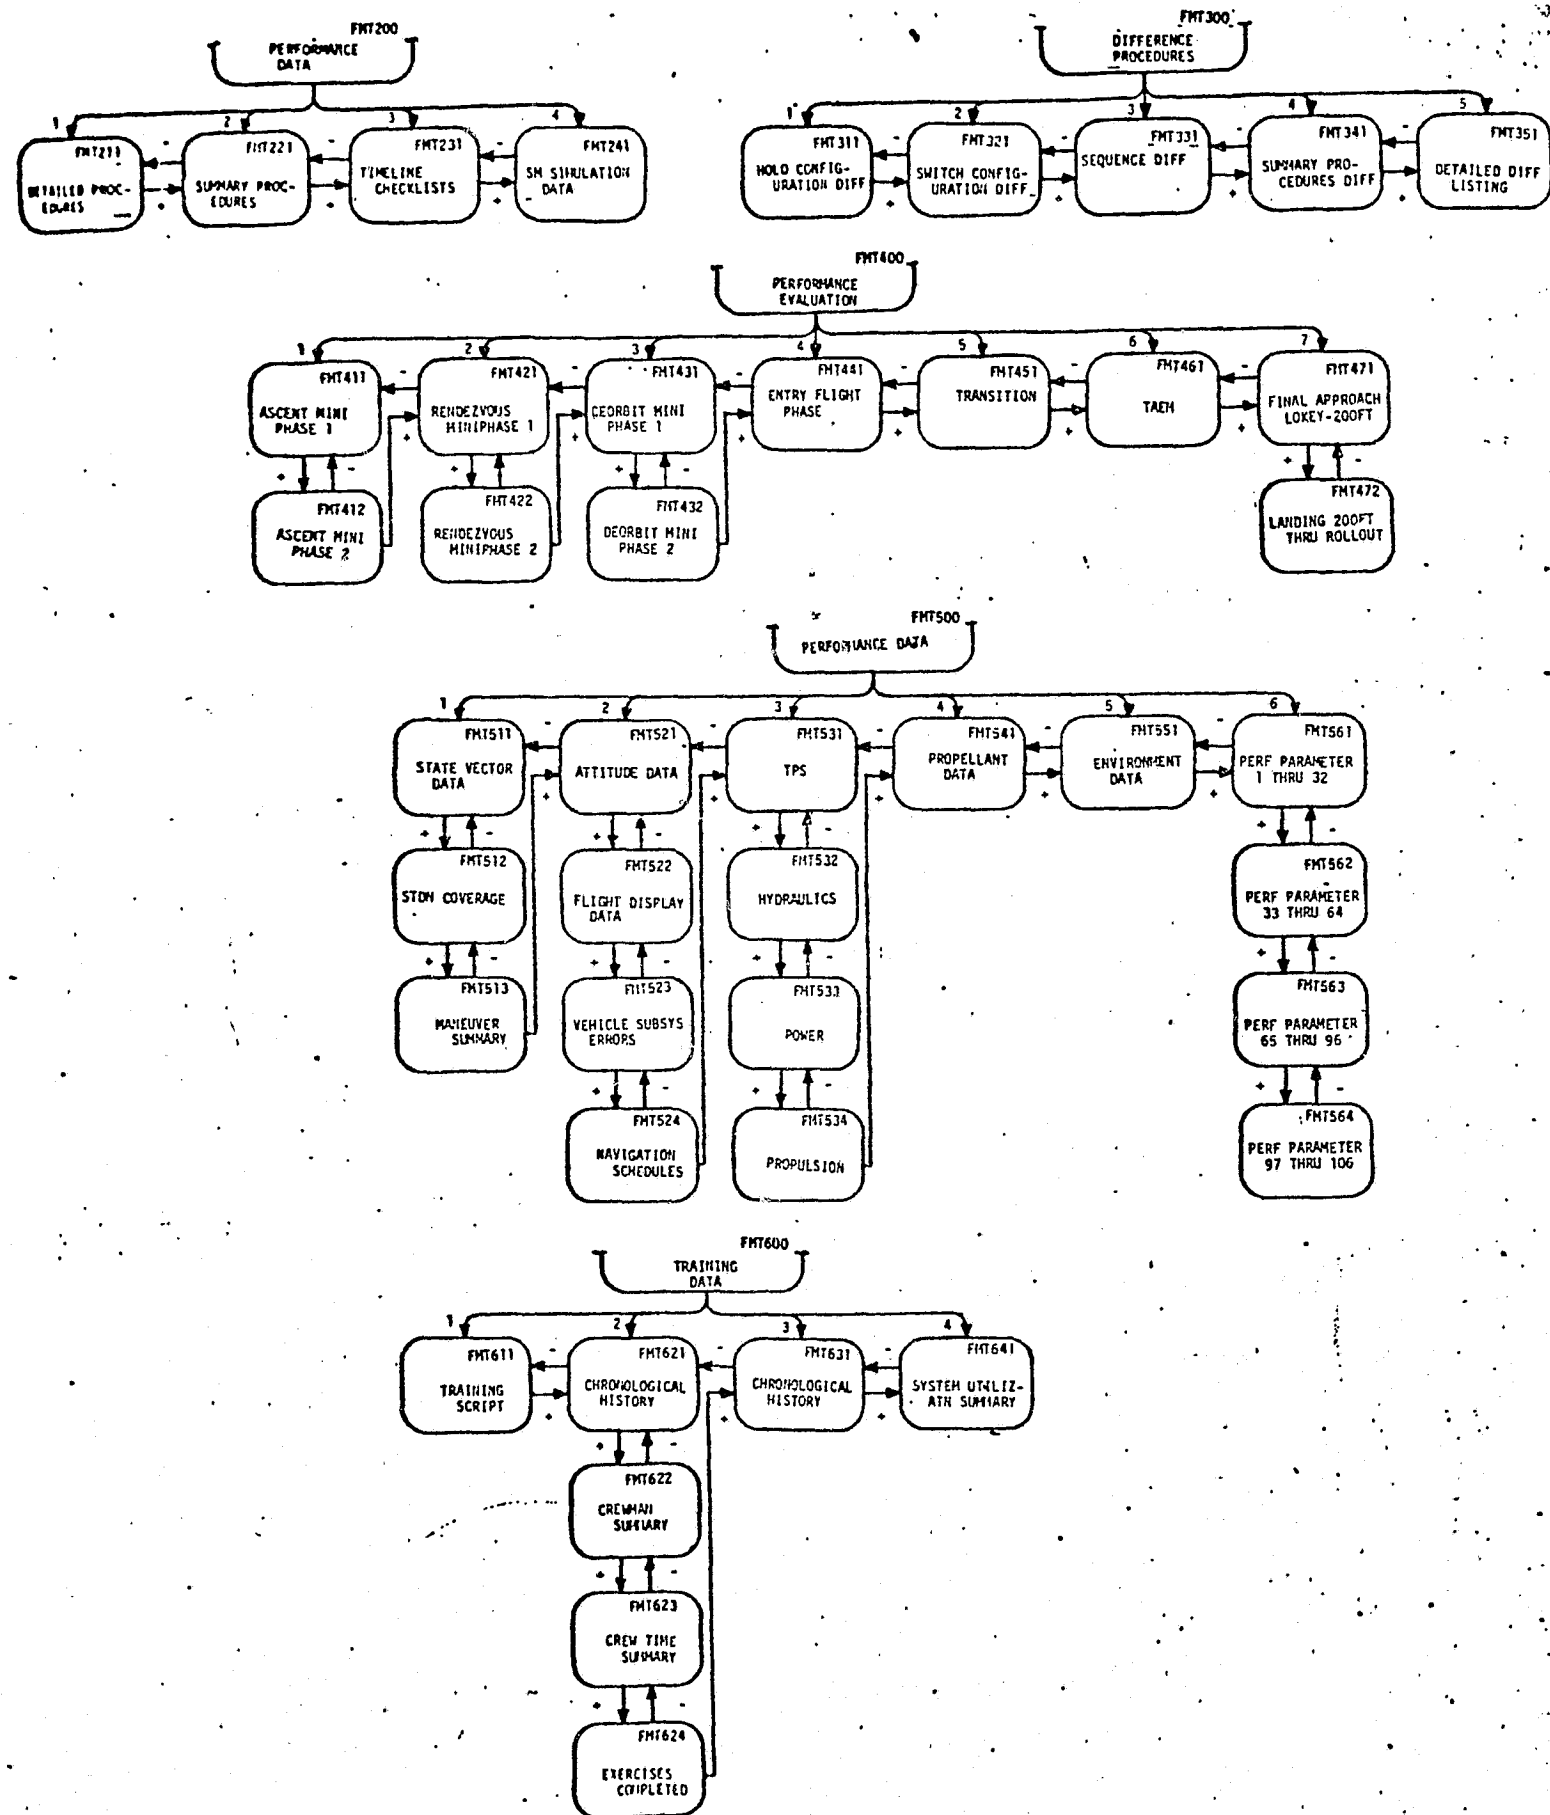 FMT200
PERFORMANCE
DATA
1
2
3
4
FMT211
DETAILED PROC-
EDURES
FMT221
SUMMARY PROC-
EDURES
FMT231
TIMELINE
CHECKLISTS
FMT241
SM SIMULATION
DATA
- - -
+ + +
FMT300
DIFFERENCE
PROCEDURES
1
2
3
4
5
FMT311
HOLD CONFIG-
URATION DIFF
FMT321
SWITCH CONFIG-
URATION DIFF
FMT331
SEQUENCE DIFF
FMT341
SUMMARY PRO-
CEDURES DIFF
FMT351
DETAILED DIFF
LISTING
- - - -
+ + + +
FMT400
PERFORMANCE
EVALUATION
1
2
3
4
5
6
7
FMT411
ASCENT MINI
PHASE 1
FMT421
RENDEZVOUS
MINIPHASE 1
FMT431
DEORBIT MINI
PHASE 1
FMT441
ENTRY FLIGHT
PHASE
FMT451
TRANSITION
FMT461
TAEM
FMT471
FINAL APPROACH
LOKEY-200FT
- - - - - -
+ + + + + +
+ - + - + - + -
FMT412
ASCENT MINI
PHASE 2
FMT422
RENDEZVOUS
MINIPHASE 2
FMT432
DEORBIT MINI
PHASE 2
FMT472
LANDING 200FT
THRU ROLLOUT
FMT500
PERFORMANCE DATA
1
2
3
4
5
6
FMT511
STATE VECTOR
DATA
FMT521
ATTITUDE DATA
FMT531
TPS
FMT541
PROPELLANT
DATA
FMT551
ENVIRONMENT
DATA
FMT561
PERF PARAMETER
1 THRU 32
- - - - -
+ + + + +
+ - + - + - + -
FMT512
STDN COVERAGE
FMT522
FLIGHT DISPLAY
DATA
FMT532
HYDRAULICS
FMT562
PERF PARAMETER
33 THRU 64
+ - + - + - + -
FMT513
MANEUVER
SUMMARY
FMT523
VEHICLE SUBSYS
ERRORS
FMT533
POWER
FMT563
PERF PARAMETER
65 THRU 96
+ - + - + -
FMT524
NAVIGATION
SCHEDULES
FMT534
PROPULSION
FMT564
PERF PARAMETER
97 THRU 106
FMT600
TRAINING
DATA
1
2
3
4
FMT611
TRAINING
SCRIPT
FMT621
CHRONOLOGICAL
HISTORY
FMT631
CHRONOLOGICAL
HISTORY
FMT641
SYSTEM UTILIZ-
ATN SUMMARY
- - -
+ + +
+ -
FMT622
CREWMAN
SUMMARY
+ -
FMT623
CREW TIME
SUMMARY
+ -
FMT624
EXERCISES
COMPLETED